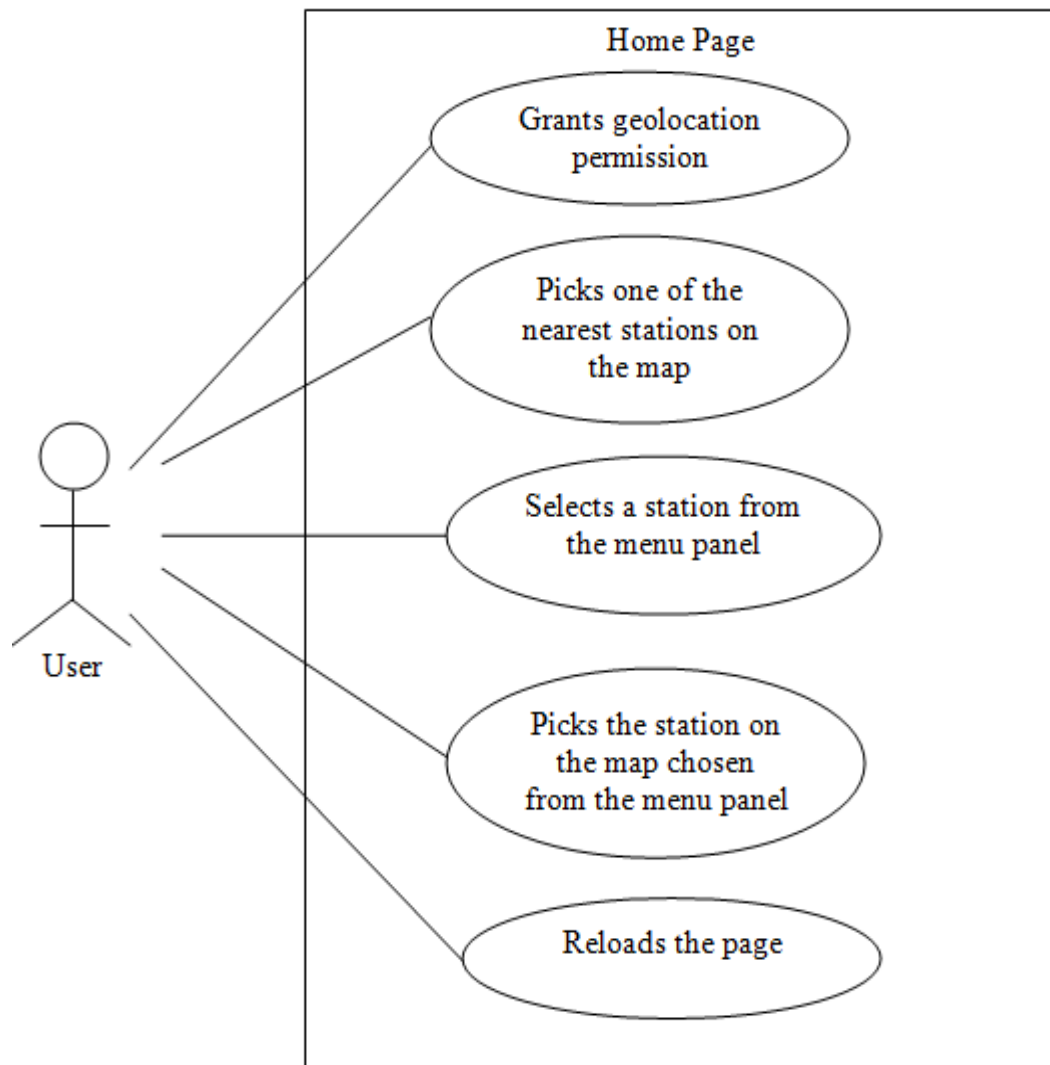 Home Page
Grants geolocation
permission
Picks one of the
nearest stations on
the map
Selects a station from
the menu panel
User
Picks the station on
the map chosen
from the menu panel
Reloads the page